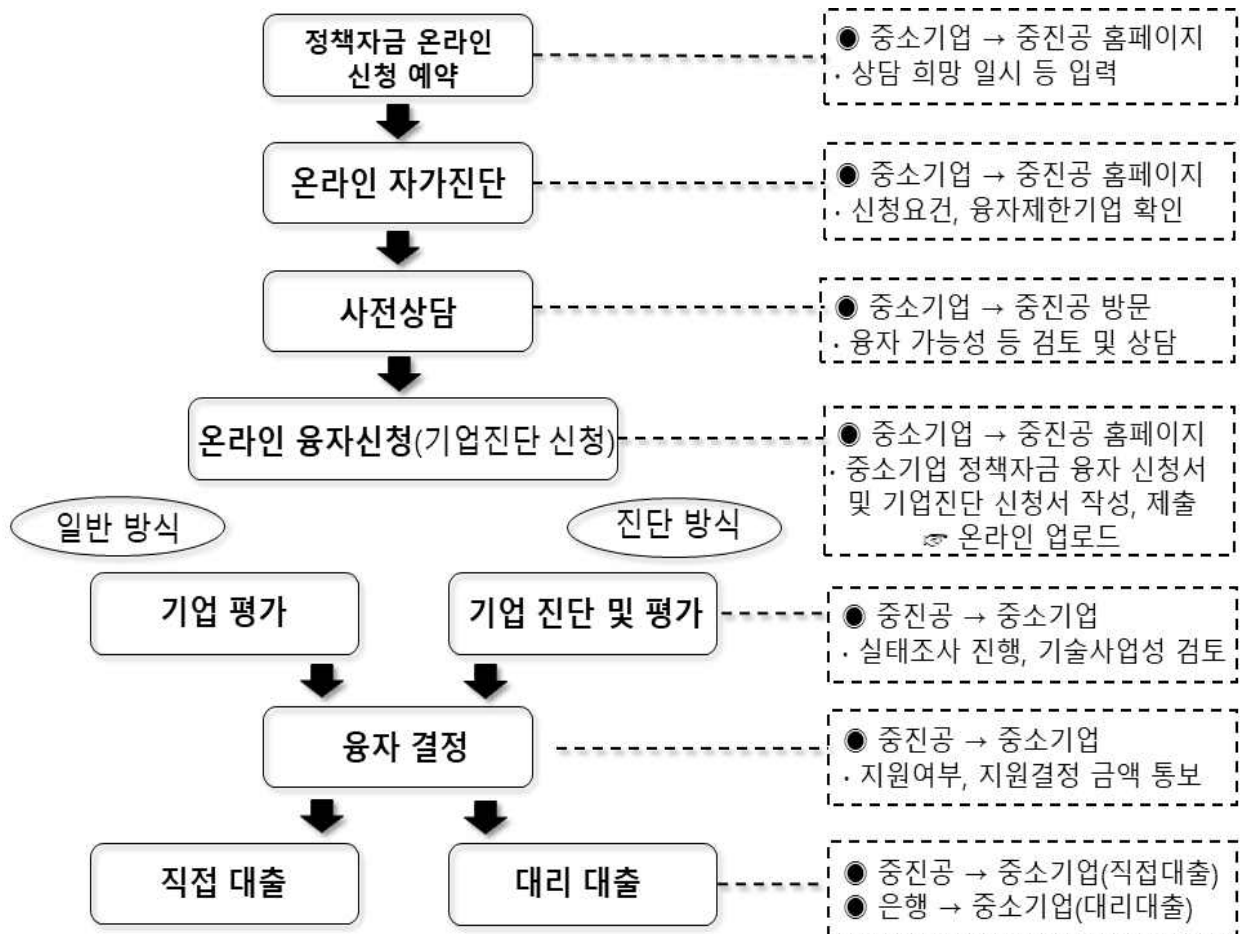 정책자금 온라인
신청 예약
◉ 중소기업 → 중진공 홈페이지
· 상담 희망 일시 등 입력
온라인 자가진단
◉ 중소기업 → 중진공 홈페이지
· 신청요건, 융자제한기업 확인
사전상담
◉ 중소기업 → 중진공 방문
· 융자 가능성 등 검토 및 상담
온라인 융자신청(기업진단 신청)
◉ 중소기업 → 중진공 홈페이지
· 중소기업 정책자금 융자 신청서
및 기업진단 신청서 작성, 제출
☞ 온라인 업로드
일반 방식
진단 방식
기업 평가
기업 진단 및 평가
◉ 중진공 → 중소기업
· 실태조사 진행, 기술사업성 검토
융자 결정
◉ 중진공 → 중소기업
· 지원여부, 지원결정 금액 통보
직접 대출
대리 대출
◉ 중진공 → 중소기업(직접대출)
◉ 은행 → 중소기업(대리대출)